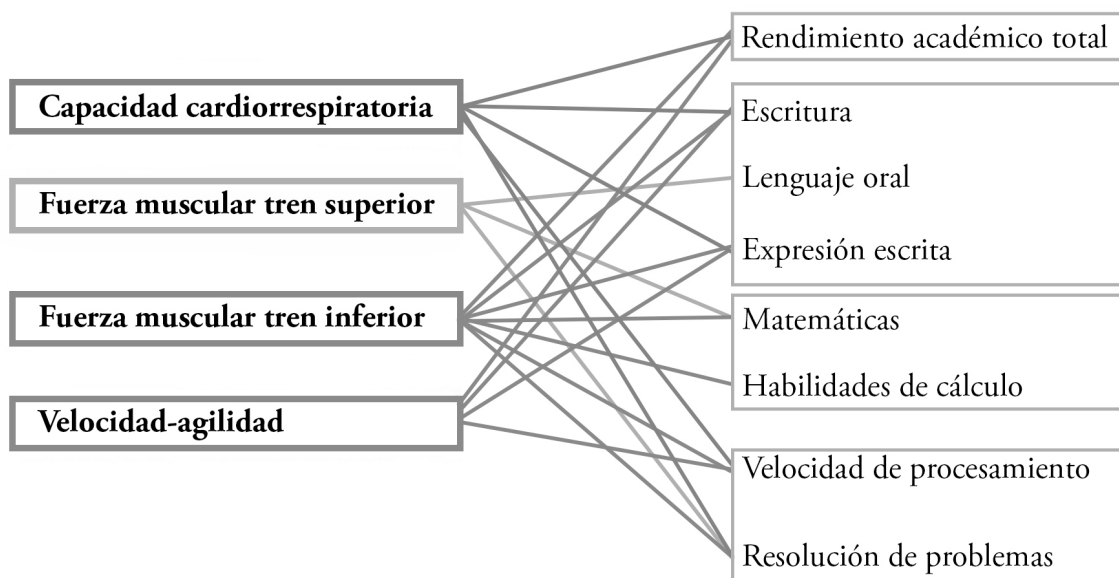 Capacidad cardiorrespiratoria
Fuerza muscular tren superior
Fuerza muscular tren inferior
Velocidad-agilidad
Rendimiento académico total
Escritura
Lenguaje oral
Expresión escrita
Matemáticas
Habilidades de cálculo
Velocidad de procesamiento
Resolución de problemas